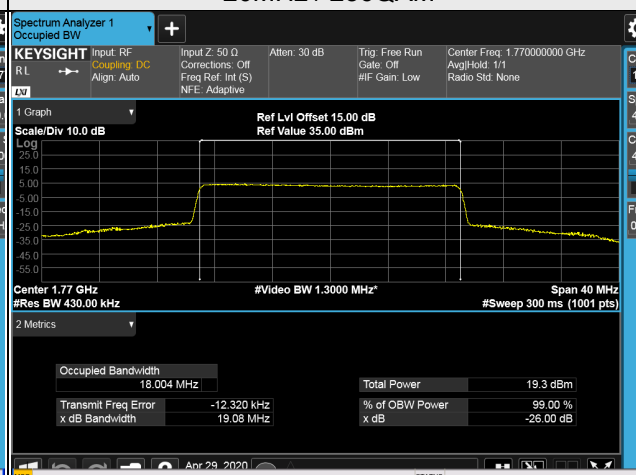 Spectrum Analyzer 1
Occupied BW
KEYSIGHT
RL
LXI
Input: RF
Coupling: DC
Align: Auto
Input Z: 50 Ω
Corrections: Off
Freq Ref: Int (S)
NFE: Adaptive
Atten: 30 dB
Trig: Free Run
Gate: Off
#IF Gain: Low
Center Freq: 1.770000000 GHz
Avg|Hold: 1/1
Radio Std: None
1 Graph
Scale/Div 10.0 dB
Ref Lvl Offset 15.00 dB
Ref Value 35.00 dBm
Log
25.0
15.0
5.00
-5.00
-15.0
-25.0
-35.0
-45.0
-55.0
Center 1.77 GHz
#Video BW 1.3000 MHz*
Span 40 MHz
#Res BW 430.00 kHz
#Sweep 300 ms (1001 pts)
2 Metrics
Occupied Bandwidth
18.004 MHz
Total Power 19.3 dBm
Transmit Freq Error -12.320 kHz
% of OBW Power 99.00 %
x dB Bandwidth 19.08 MHz
x dB -26.00 dB
Apr 29, 2020